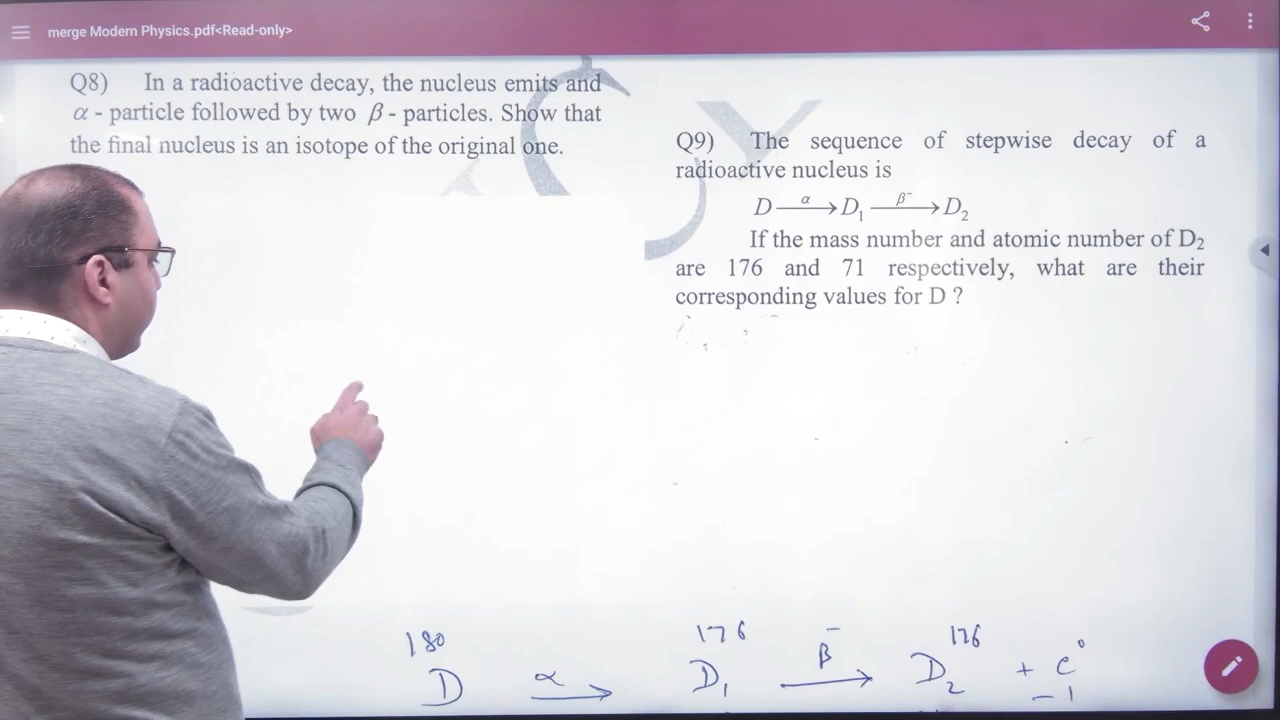 merge Modern Physics.pdf<Read-only>
Q8) In a radioactive decay, the nucleus emits and
α - particle followed by two β - particles. Show that
the final nucleus is an isotope of the original one.
Q9) The sequence of stepwise decay of a
radioactive nucleus is
D —α→ D₁ —β⁻→ D₂
If the mass number and atomic number of D₂
are 176 and 71 respectively, what are their
corresponding values for D ?
180 176 – 176
D α→ D₁ β→ D₂ + e⁰
–1